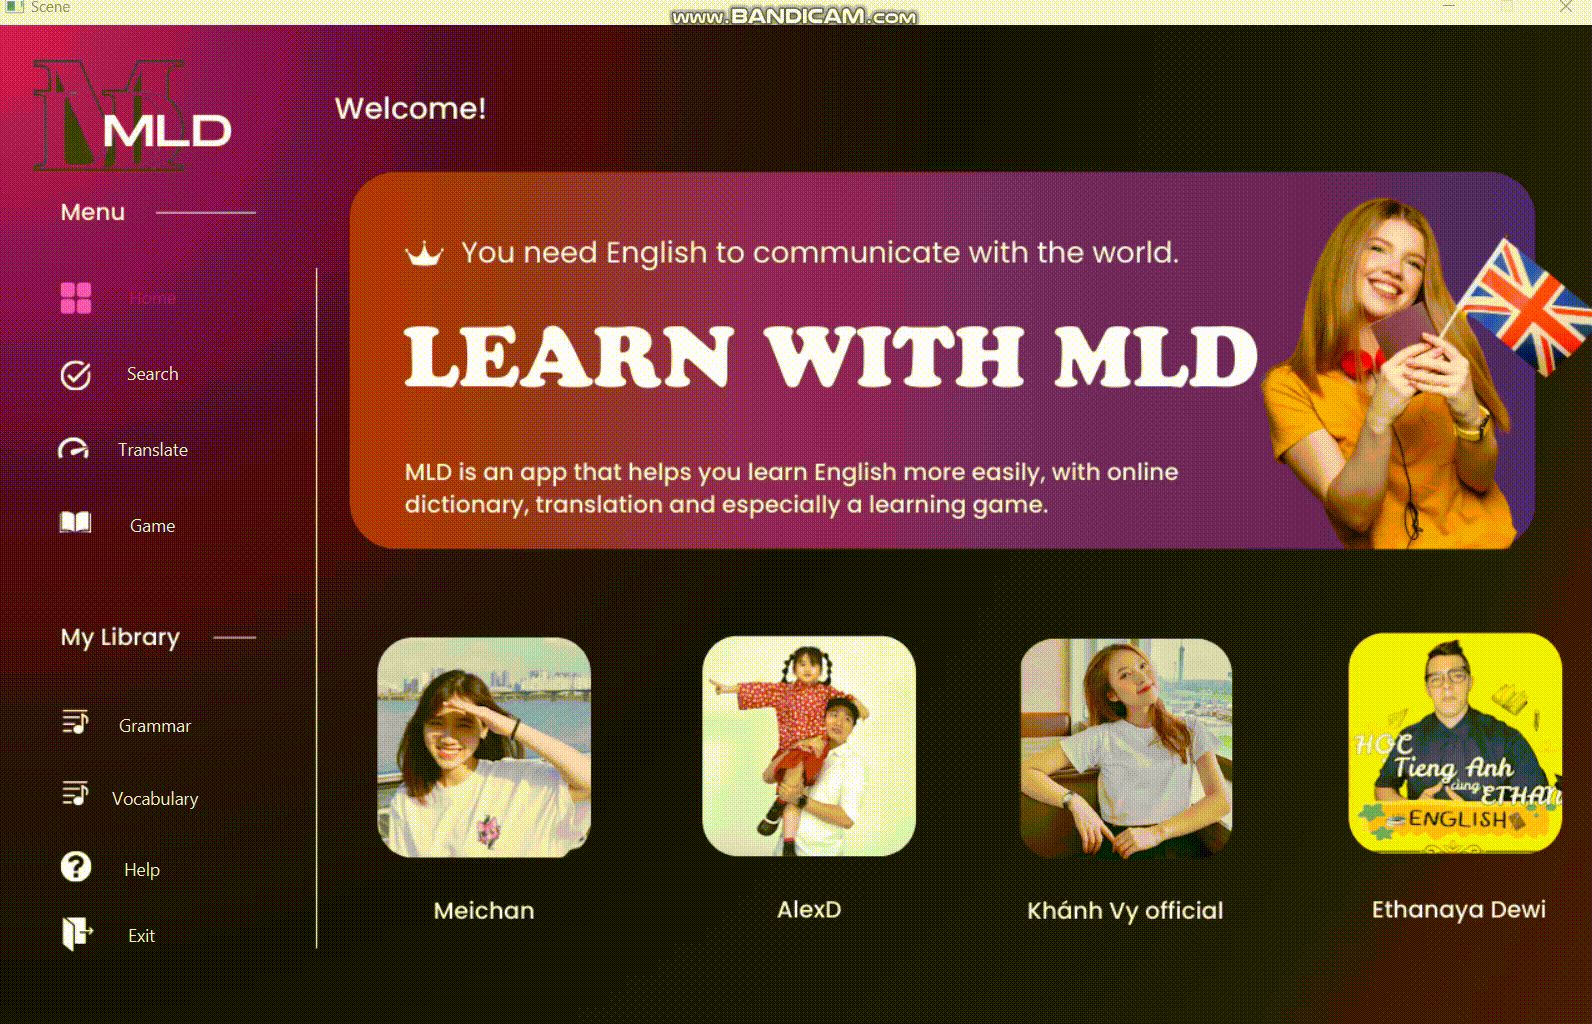 Scene
www.BANDICAM.com
MLD
Welcome!
Menu
Home
Search
Translate
Game
My Library
Grammar
Vocabulary
Help
Exit
You need English to communicate with the world.
LEARN WITH MLD
MLD is an app that helps you learn English more easily, with online
dictionary, translation and especially a learning game.
HOC
Tieng Anh
cùng
ETHAN
ENGLISH
Meichan
AlexD
Khánh Vy official
Ethanaya Dewi